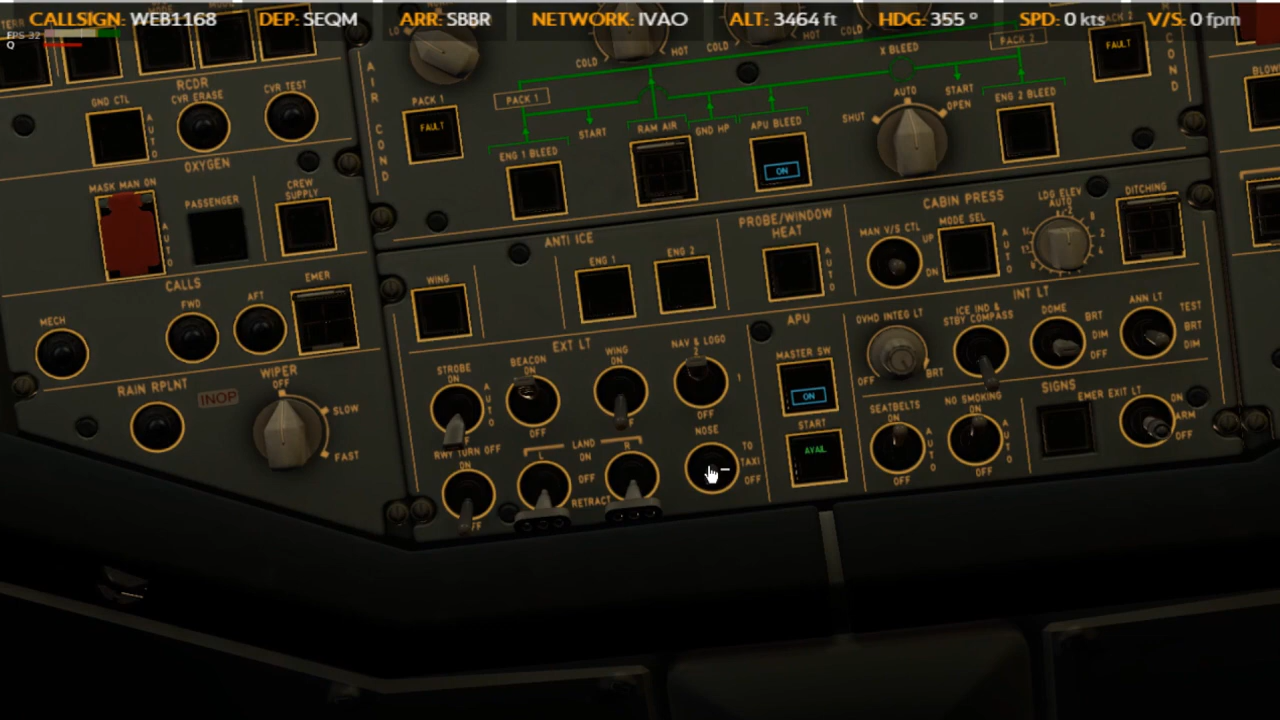 CALLSIGN: WEB1168 DEP: SEQM ARR: SBBR NETWORK: IVAO ALT: 3464 ft HDG: 355 º SPD: 0 kts V/S: 0 fpm
FPS-32
Q
LO
COLD
HOT
COLD
HOT
COLD
X BLEED
PACK 2
FAULT
AIR COND
PACK 1
FAULT
PACK 1
START
RAM AIR
GND HP
APU BLEED
ON
ENG 1 BLEED
SHUT
AUTO
OPEN
START
ENG 2 BLEED
COND
RCDR
GND CTL
AUTO
CVR ERASE
CVR TEST
OXYGEN
MASK MAN ON
AUTO
PASSENGER
CREW SUPPLY
CALLS
MECH
FWD
AFT
EMER
RAIN RPLNT
INOP
WIPER
OFF
SLOW
FAST
ANTI ICE
WING
ENG 1
ENG 2
PROBE/WINDOW
HEAT
AUTO
CABIN PRESS
MAN V/S CTL
UP
DN
MODE SEL
AUTO
LDG ELEV
AUTO
DITCHING
EXT LT
STROBE
ON
AUTO
BEACON
ON
OFF
WING
ON
NAV & LOGO
2
1
OFF
RWY TURN OFF
ON
LAND
L
R
ON
OFF
RETRACT
NOSE
TO
TAXI
OFF
APU
MASTER SW
ON
START
AVAIL
INT LT
OVHD INTEG LT
OFF
BRT
ICE IND &
STBY COMPASS
DOME
BRT
DIM
OFF
ANN LT
TEST
BRT
DIM
SIGNS
SEATBELTS
ON
AUTO
OFF
NO SMOKING
ON
AUTO
OFF
EMER EXIT LT
ON
ARM
OFF